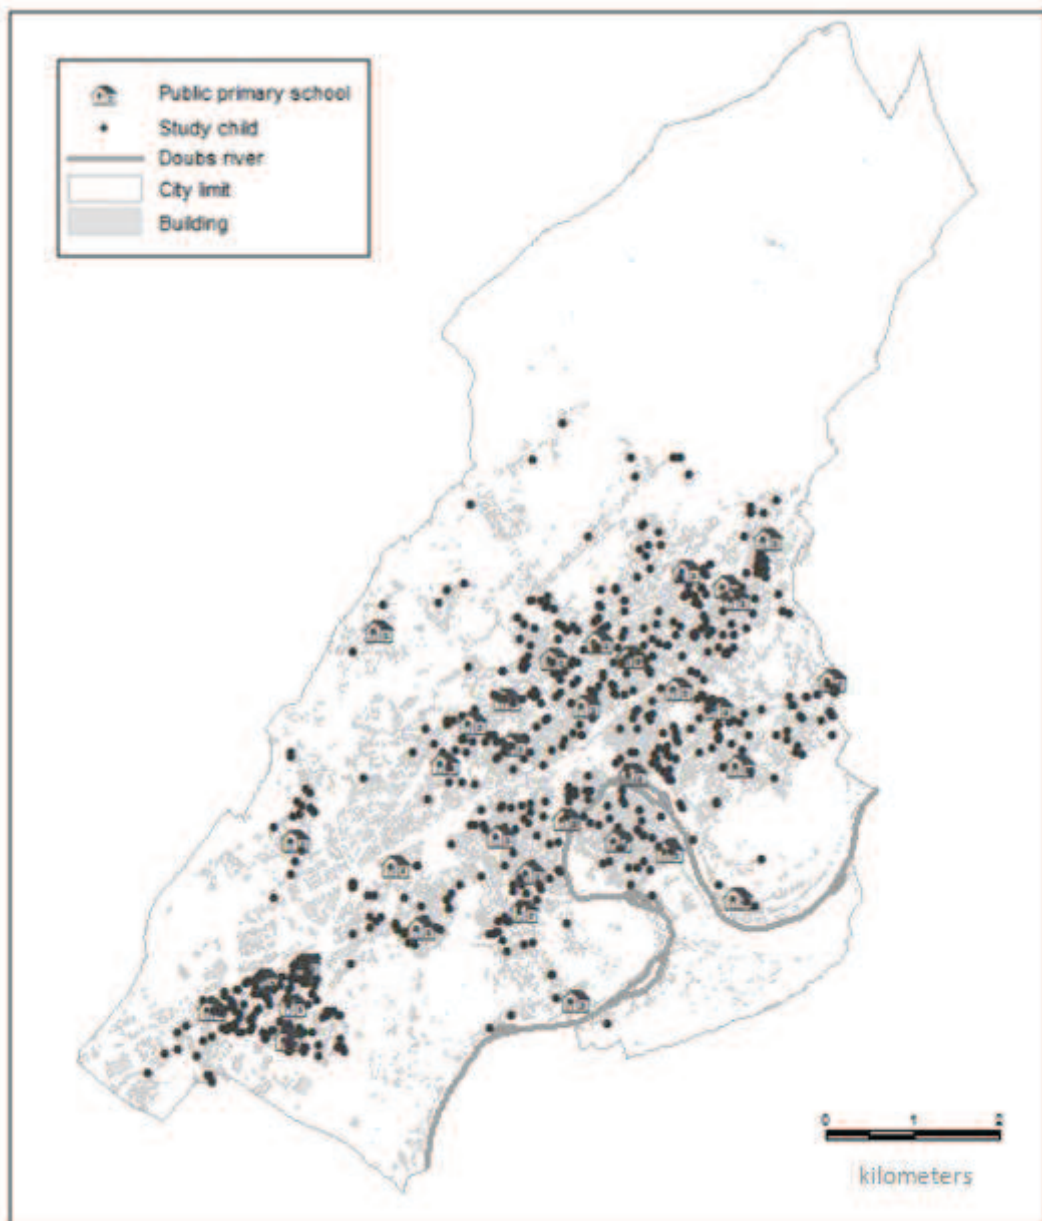 Public primary school
Study child
Doubs river
City limit
Building
0 1 2
kilometers